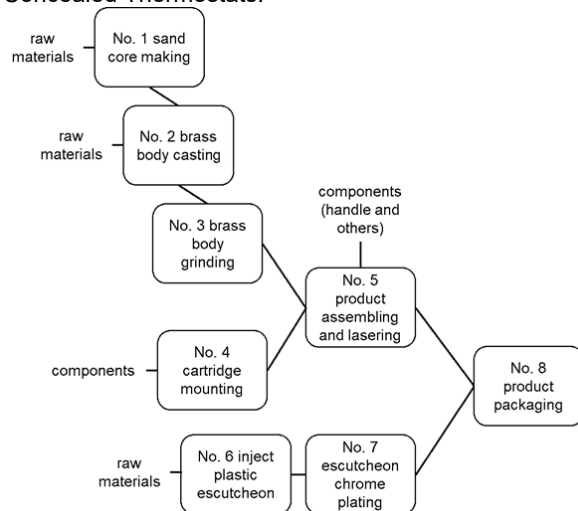 Concealed Thermostat.
raw
materials
No. 1 sand
core making
raw
materials
No. 2 brass
body casting
No. 3 brass
body
grinding
components
(handle and
others)
No. 5
product
assembling
and lasering
components
No. 4
cartridge
mounting
No. 8
product
packaging
raw
materials
No. 6 inject
plastic
escutcheon
No. 7
escutcheon
chrome
plating